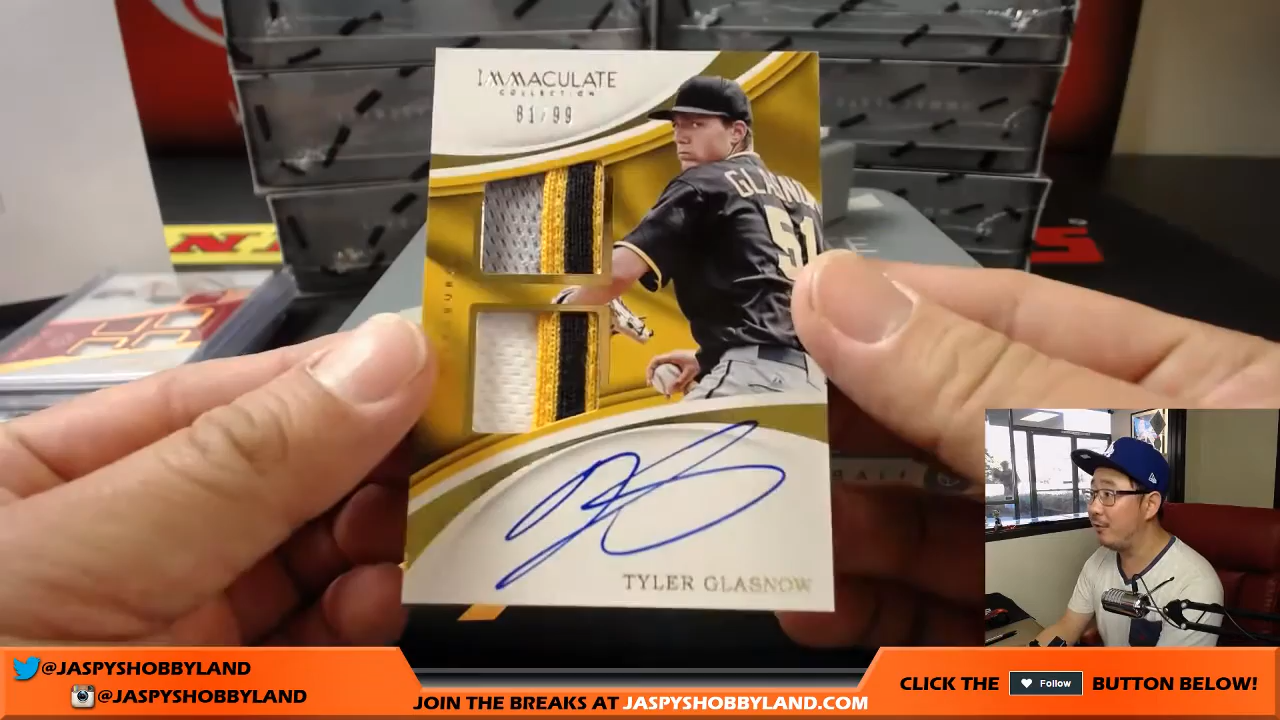 IMMACULATE
COLLECTION
81/99
GLASNOW
51
TYLER GLASNOW
@JASPYSHOBBYLAND
@JASPYSHOBBYLAND
JOIN THE BREAKS AT JASPYSHOBBYLAND.COM
CLICK THE Follow BUTTON BELOW!